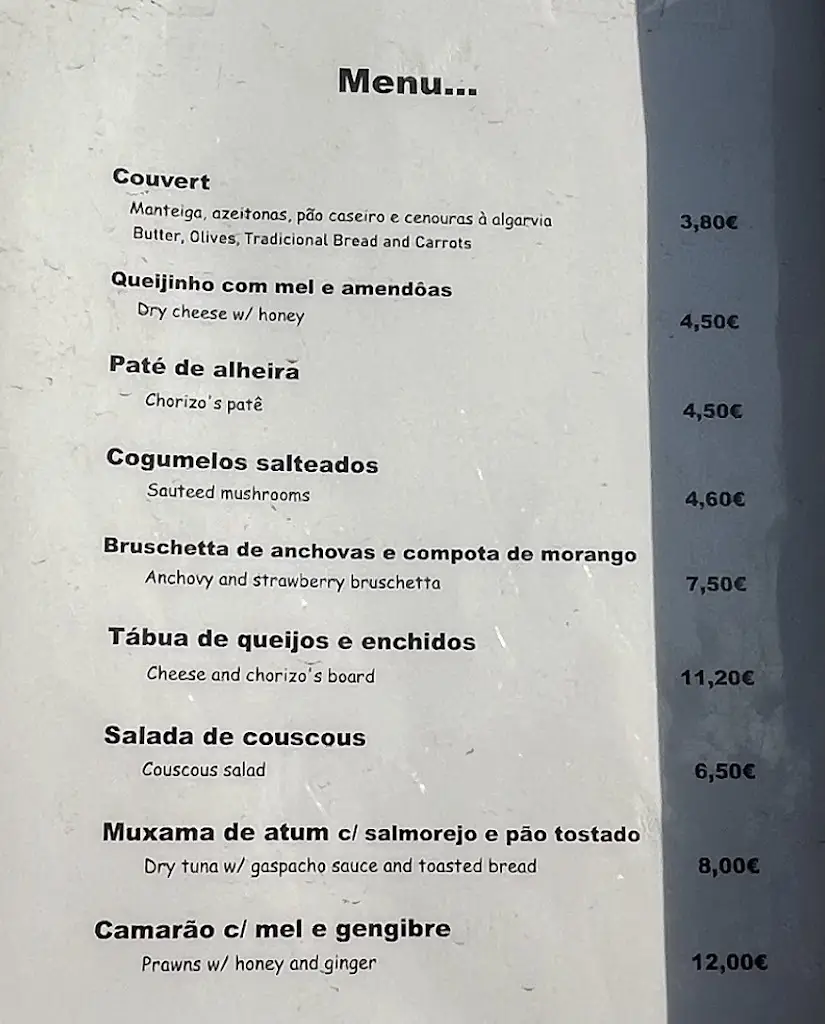 Menu...
Couvert
Manteiga, azeitonas, pão caseiro e cenouras à algarvia
3,80€
Butter, Olives, Tradicional Bread and Carrots
Queijinho com mel e amendôas
Dry cheese w/ honey
4,50€
Paté de alheira
Chorizo's patê
4,50€
Cogumelos salteados
Sauteed mushrooms
4,60€
Bruschetta de anchovas e compota de morango
Anchovy and strawberry bruschetta
7,50€
Tábua de queijos e enchidos
Cheese and chorizo's board
11,20€
Salada de couscous
Couscous salad
6,50€
Muxama de atum c/ salmorejo e pão tostado
Dry tuna w/ gaspacho sauce and toasted bread
8,00€
Camarão c/ mel e gengibre
Prawns w/ honey and ginger
12,00€